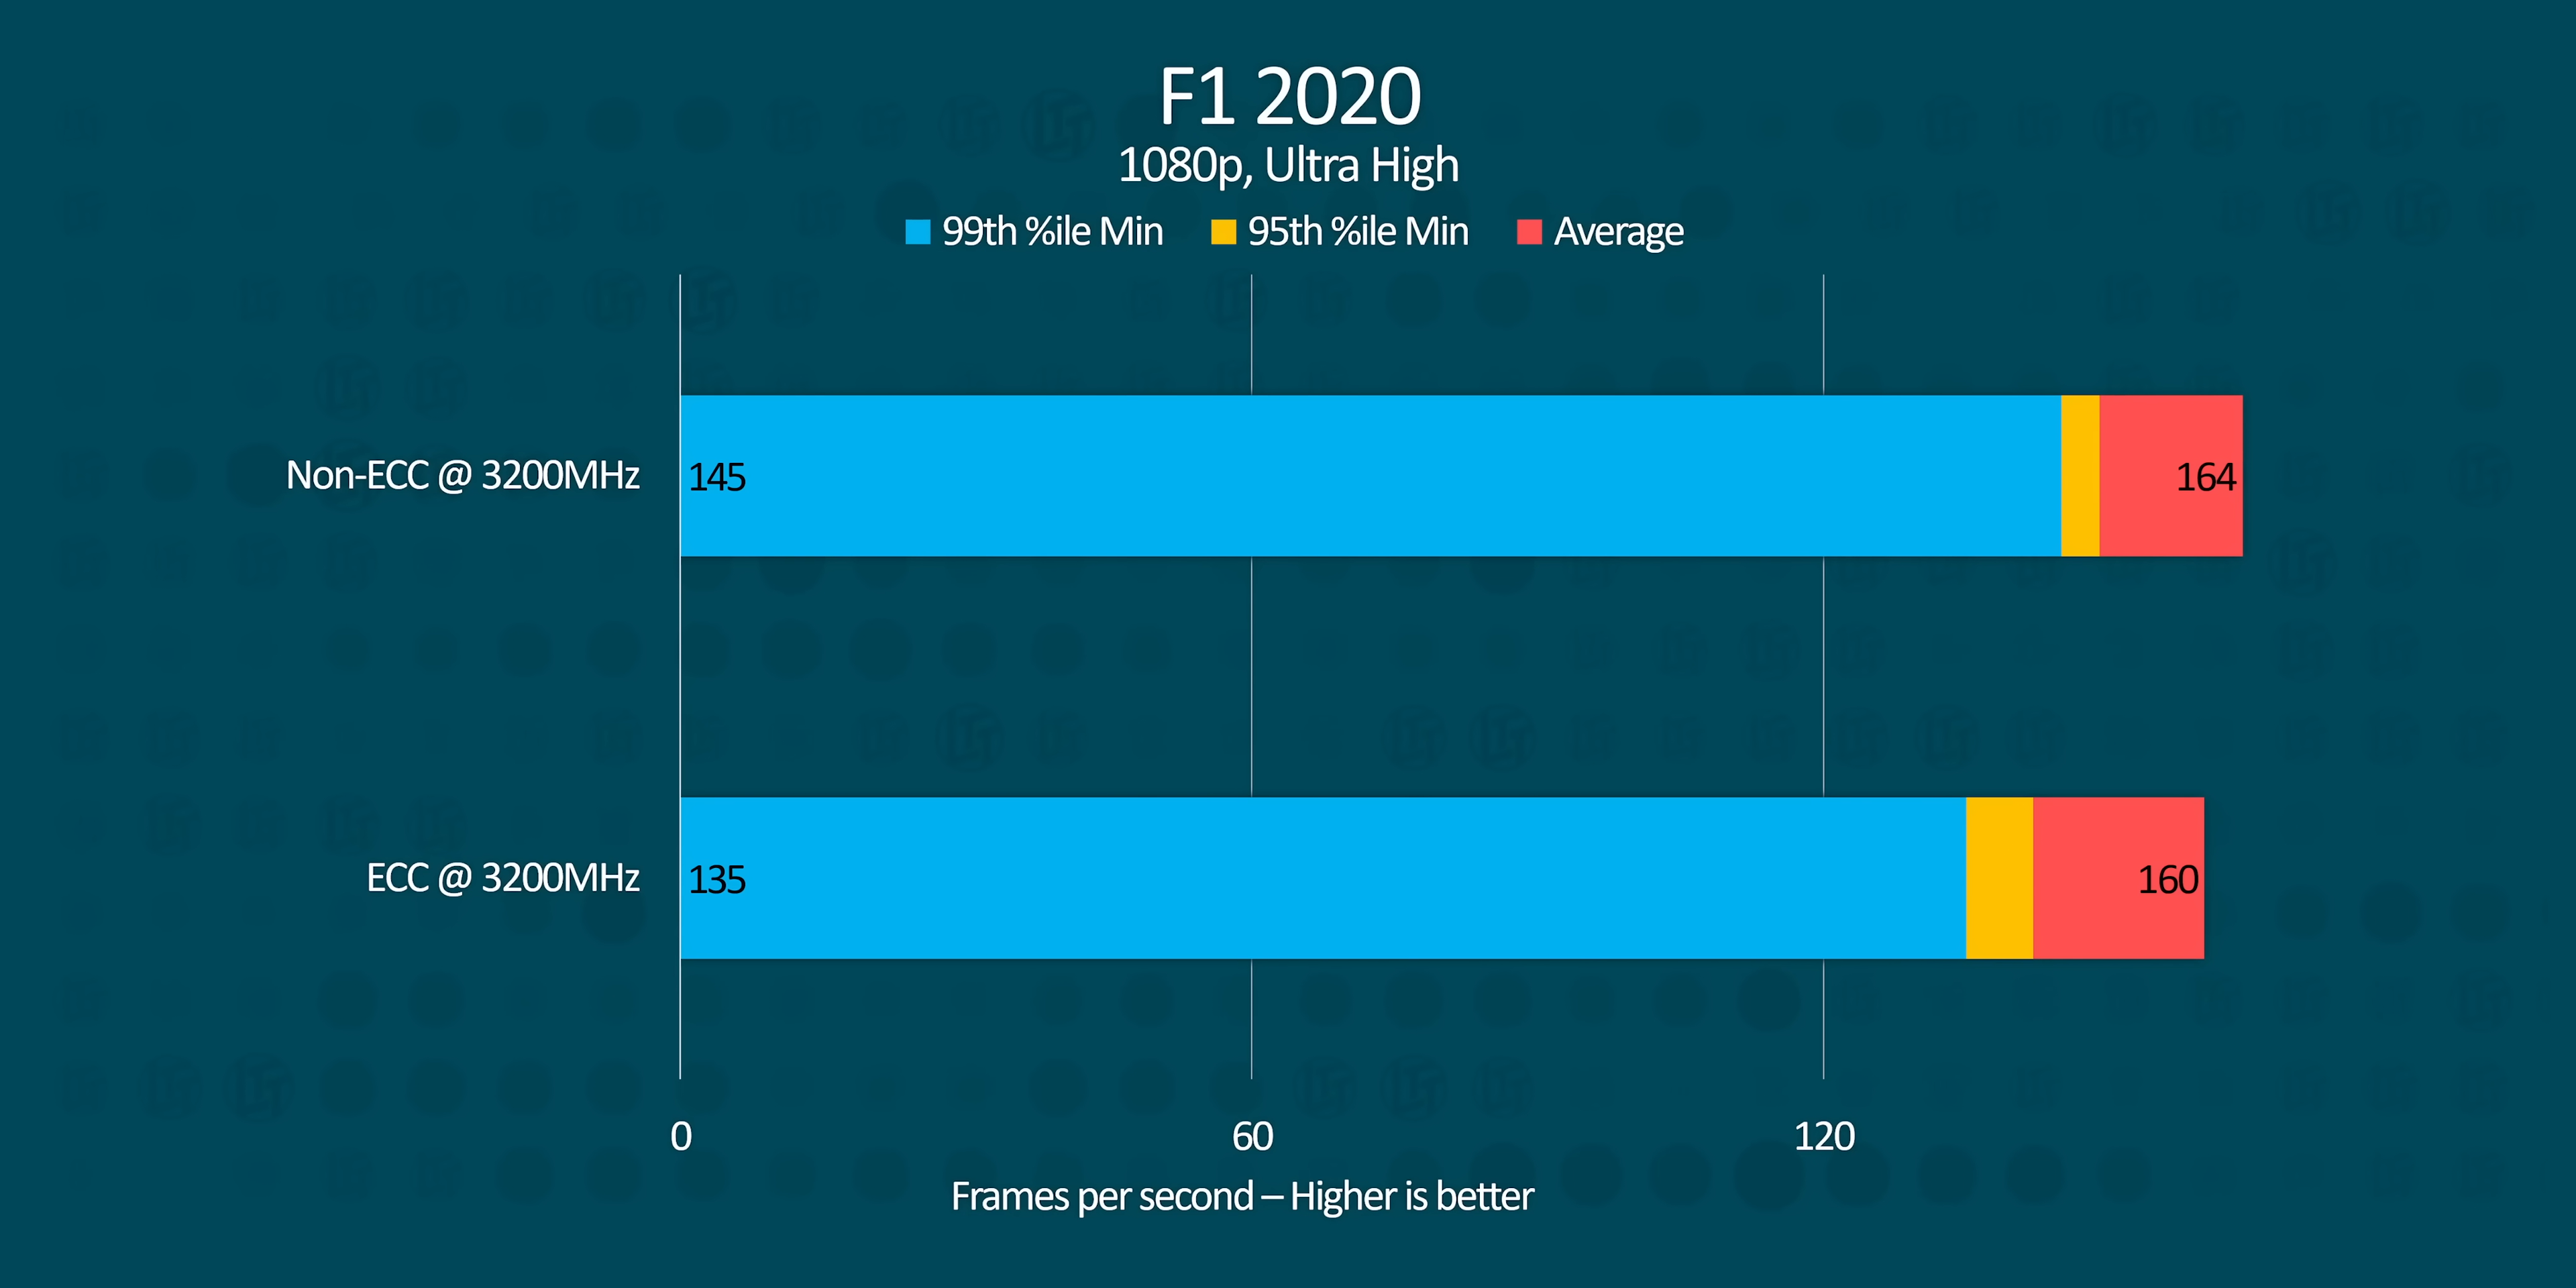 F1 2020
1080p, Ultra High
99th %ile Min 95th %ile Min Average
Non-ECC @ 3200MHz 145 164
ECC @ 3200MHz 135 160
0 60 120
Frames per second – Higher is better